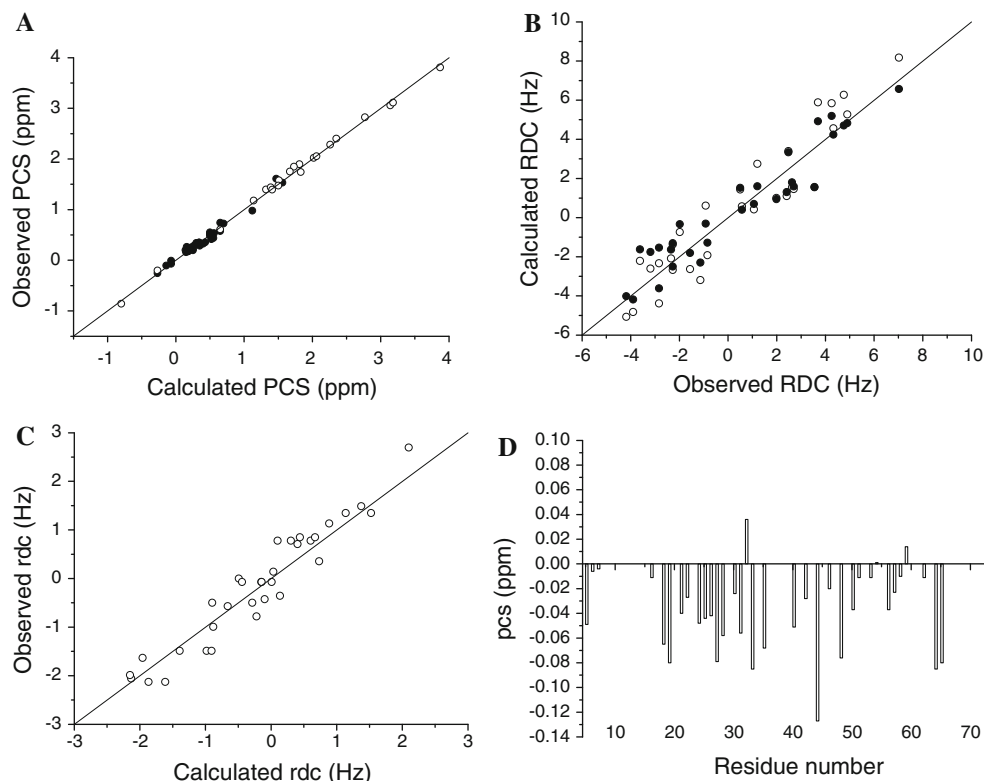 A
Observed PCS (ppm)
4
3
2
1
0
-1
-1 0 1 2 3 4
Calculated PCS (ppm)
B
Calculated RDC (Hz)
10
8
6
4
2
0
-2
-4
-6
-6 -4 -2 0 2 4 6 8 10
Observed RDC (Hz)
C
Observed rdc (Hz)
3
2
1
0
-1
-2
-3
-3 -2 -1 0 1 2 3
Calculated rdc (Hz)
D
pcs (ppm)
0.10
0.08
0.06
0.04
0.02
0.00
-0.02
-0.04
-0.06
-0.08
-0.10
-0.12
-0.14
10 20 30 40 50 60 70
Residue number